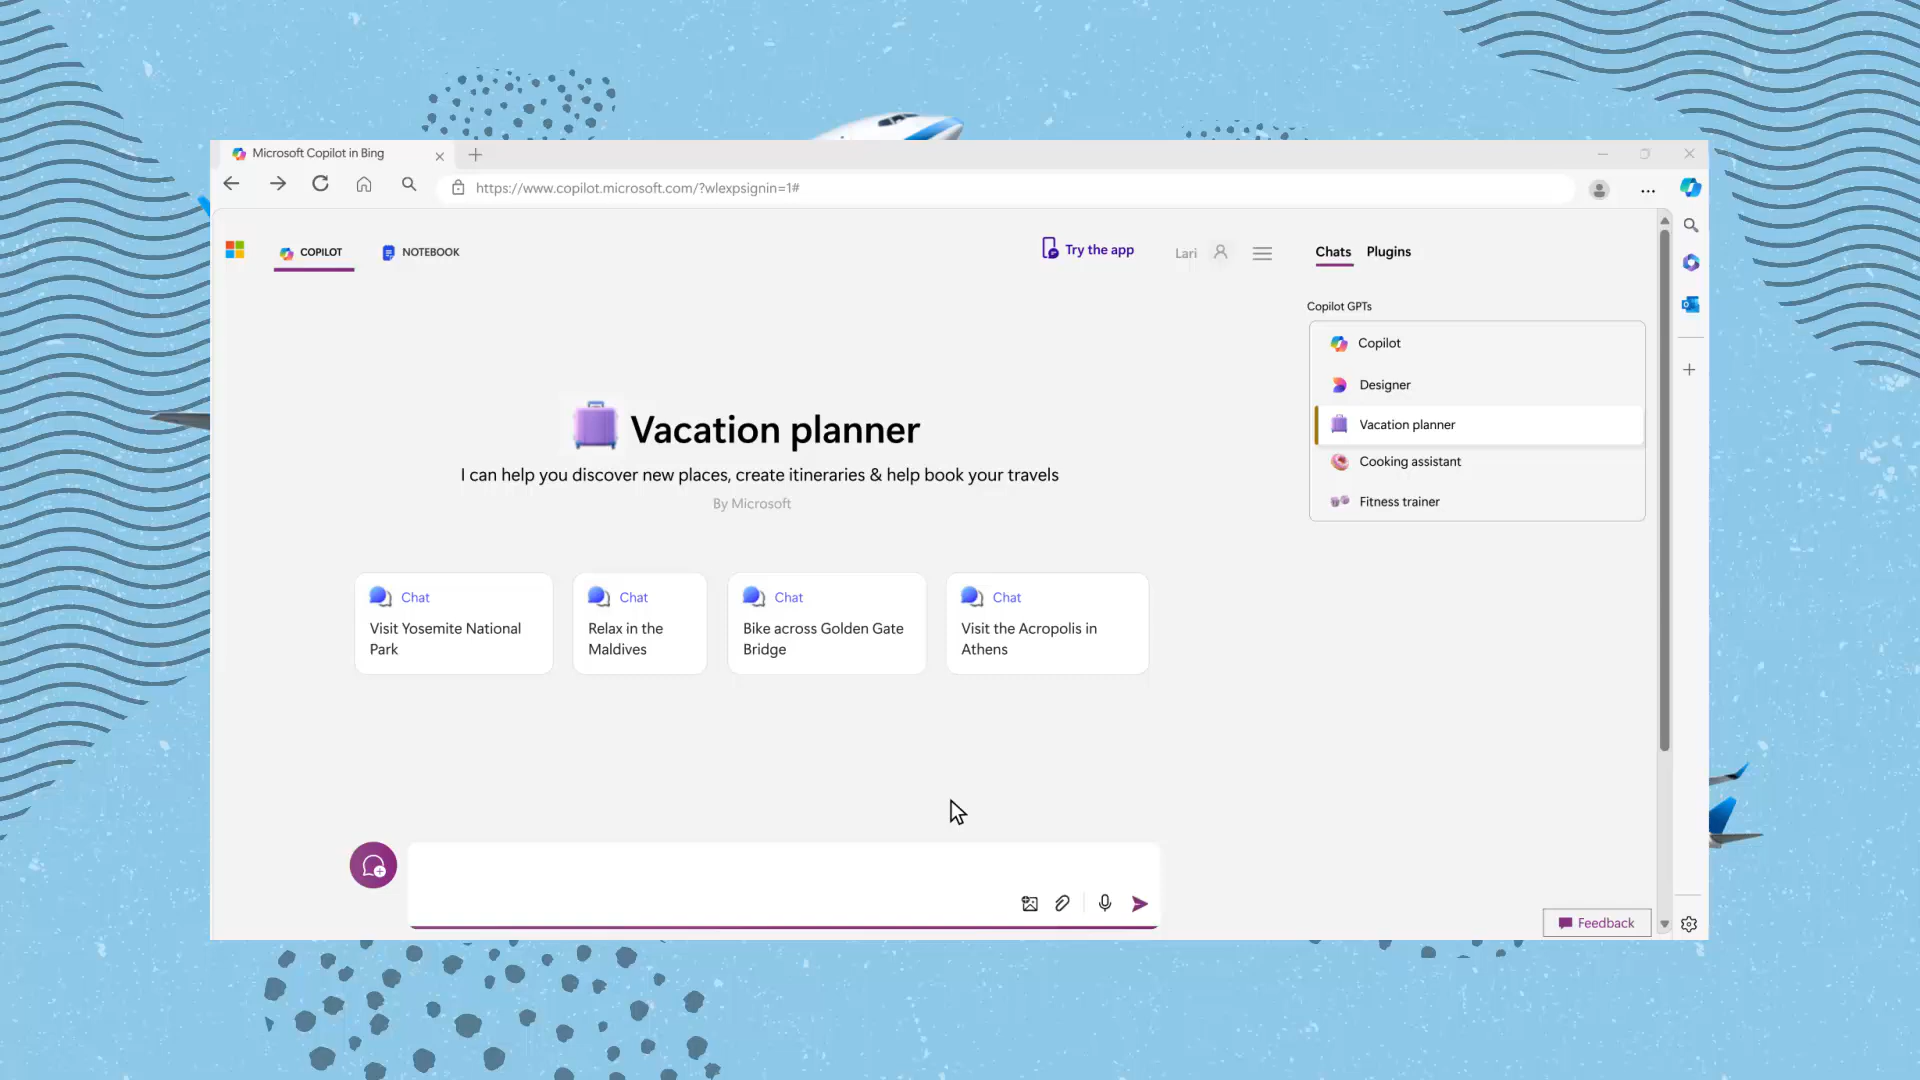 Microsoft Copilot in Bing
https://www.copilot.microsoft.com/?wlexpsignin=1#
COPILOT
NOTEBOOK
Try the app
Lari
Chats
Plugins
Copilot GPTs
Copilot
Designer
Vacation planner
Cooking assistant
Fitness trainer
Vacation planner
I can help you discover new places, create itineraries & help book your travels
By Microsoft
Chat
Visit Yosemite National
Park
Chat
Relax in the
Maldives
Chat
Bike across Golden Gate
Bridge
Chat
Visit the Acropolis in
Athens
Feedback